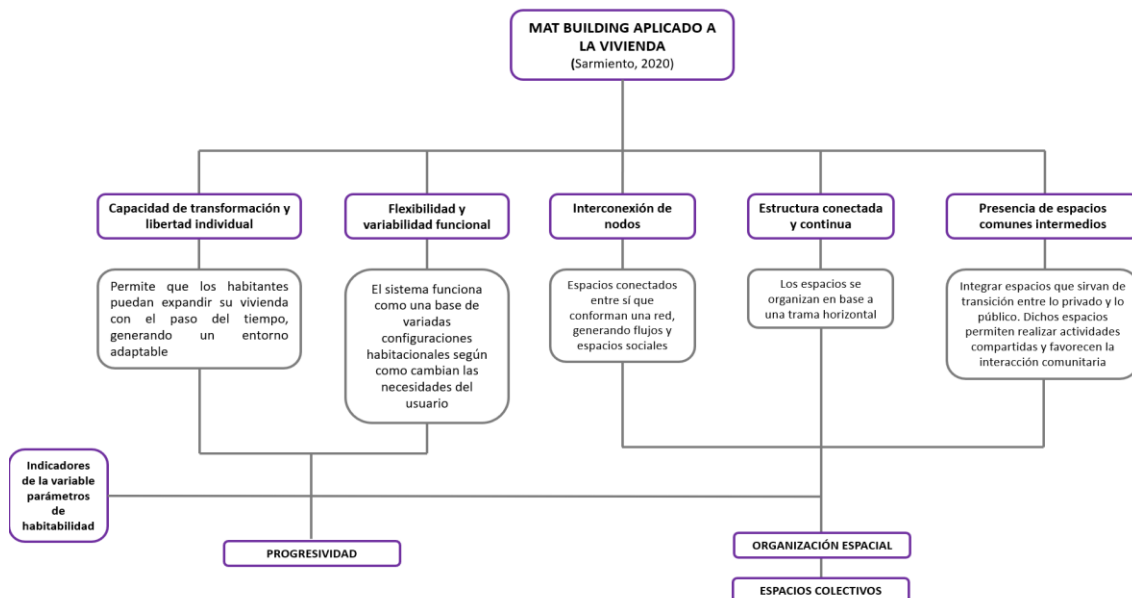 MAT BUILDING APLICADO A
LA VIVIENDA
(Sarmiento, 2020)
Capacidad de transformación y
libertad individual
Permite que los habitantes
puedan expandir su vivienda
con el paso del tiempo,
generando un entorno
adaptable
Flexibilidad y
variabilidad funcional
El sistema funciona
como una base de
variadas
configuraciones
habitacionales según
como cambian las
necesidades del
usuario
Interconexión de
nodos
Espacios conectados
entre sí que
conforman una red,
generando flujos y
espacios sociales
Estructura conectada
y continua
Los espacios se
organizan en base a
una trama horizontal
Presencia de espacios
comunes intermedios
Integrar espacios que sirvan de
transición entre lo privado y lo
público. Dichos espacios
permiten realizar actividades
compartidas y favorecen la
interacción comunitaria
Indicadores
de la variable
parámetros
de
habitabilidad
PROGRESIVIDAD
ORGANIZACIÓN ESPACIAL
ESPACIOS COLECTIVOS